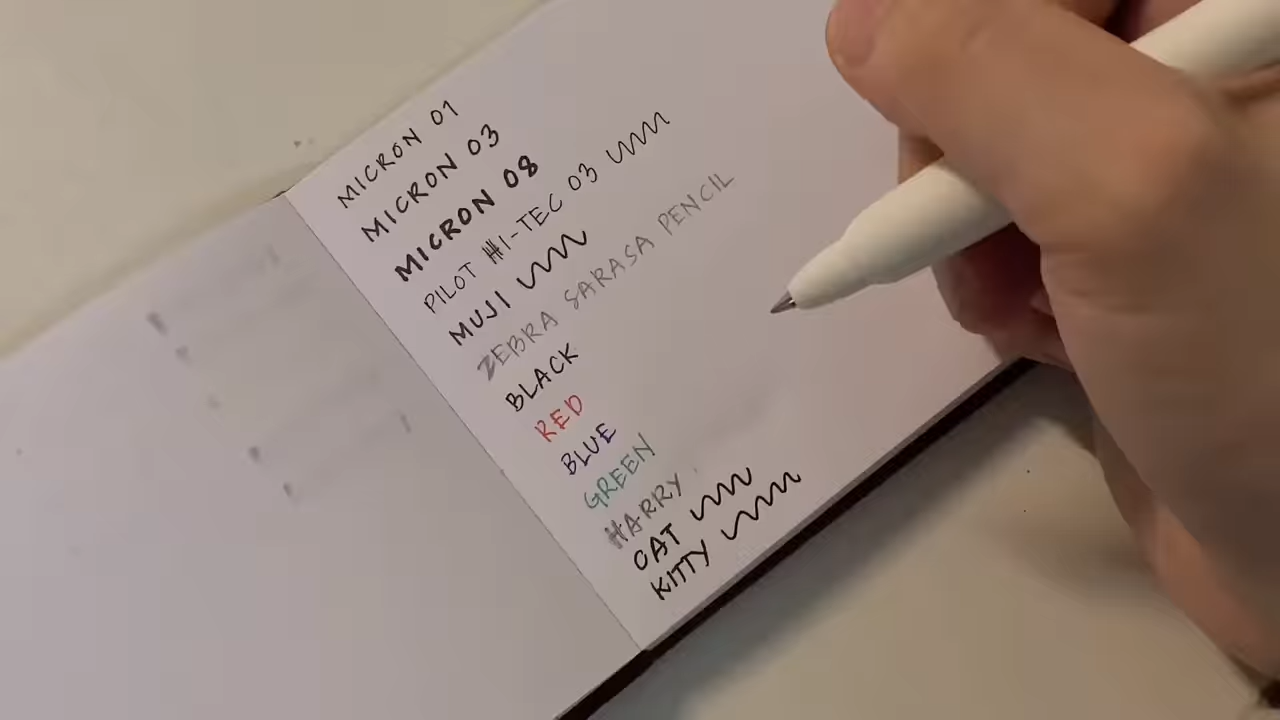 MICRON 01
MICRON 03
MICRON 08
PILOT HI-TEC 03
MUJI
ZEBRA SARASA PENCIL
BLACK
RED
BLUE
GREEN
HARRY
CAT
KITTY